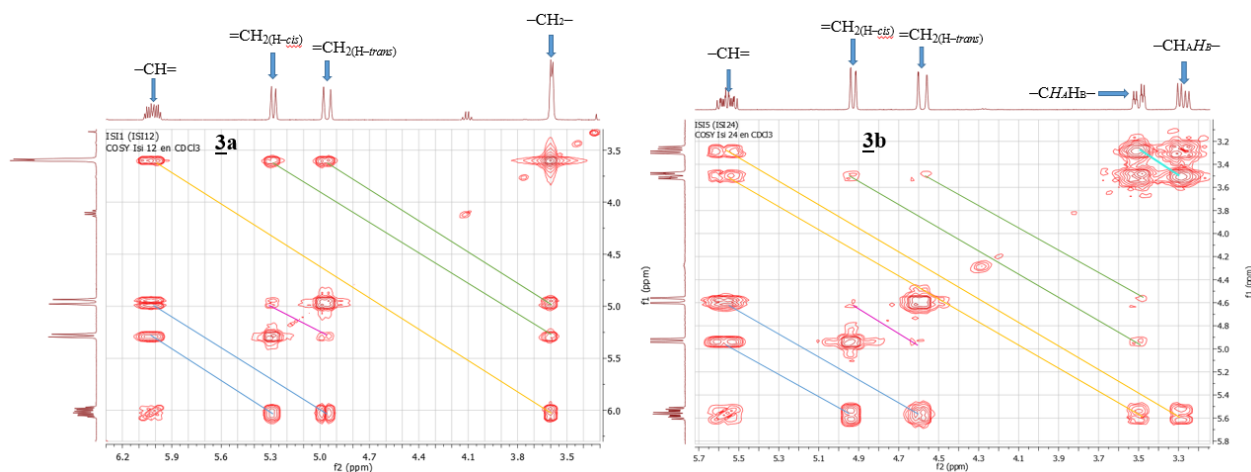 –CH=
=CH2(H–cis)
=CH2(H–trans)
–CH2–
ISI1 (ISI12)
COSY Isi 12 en CDCl3
3a
3.5
4.0
4.5
5.0
5.5
6.0
f1 (ppm)
6.2 5.9 5.6 5.3 5.0 4.7 4.4 4.1 3.8 3.5
f2 (ppm)
–CH=
=CH2(H–cis)
=CH2(H–trans)
–CHAHB–
–CHAHB–
ISI5 (ISI24)
COSY Isi 24 en CDCl3
3b
3.2
3.4
3.6
3.8
4.0
4.2
4.4
4.6
4.8
5.0
5.2
5.4
5.6
5.8
f1 (ppm)
5.7 5.5 5.3 5.1 4.9 4.7 4.5 4.3 4.1 3.9 3.7 3.5 3.3
f2 (ppm)